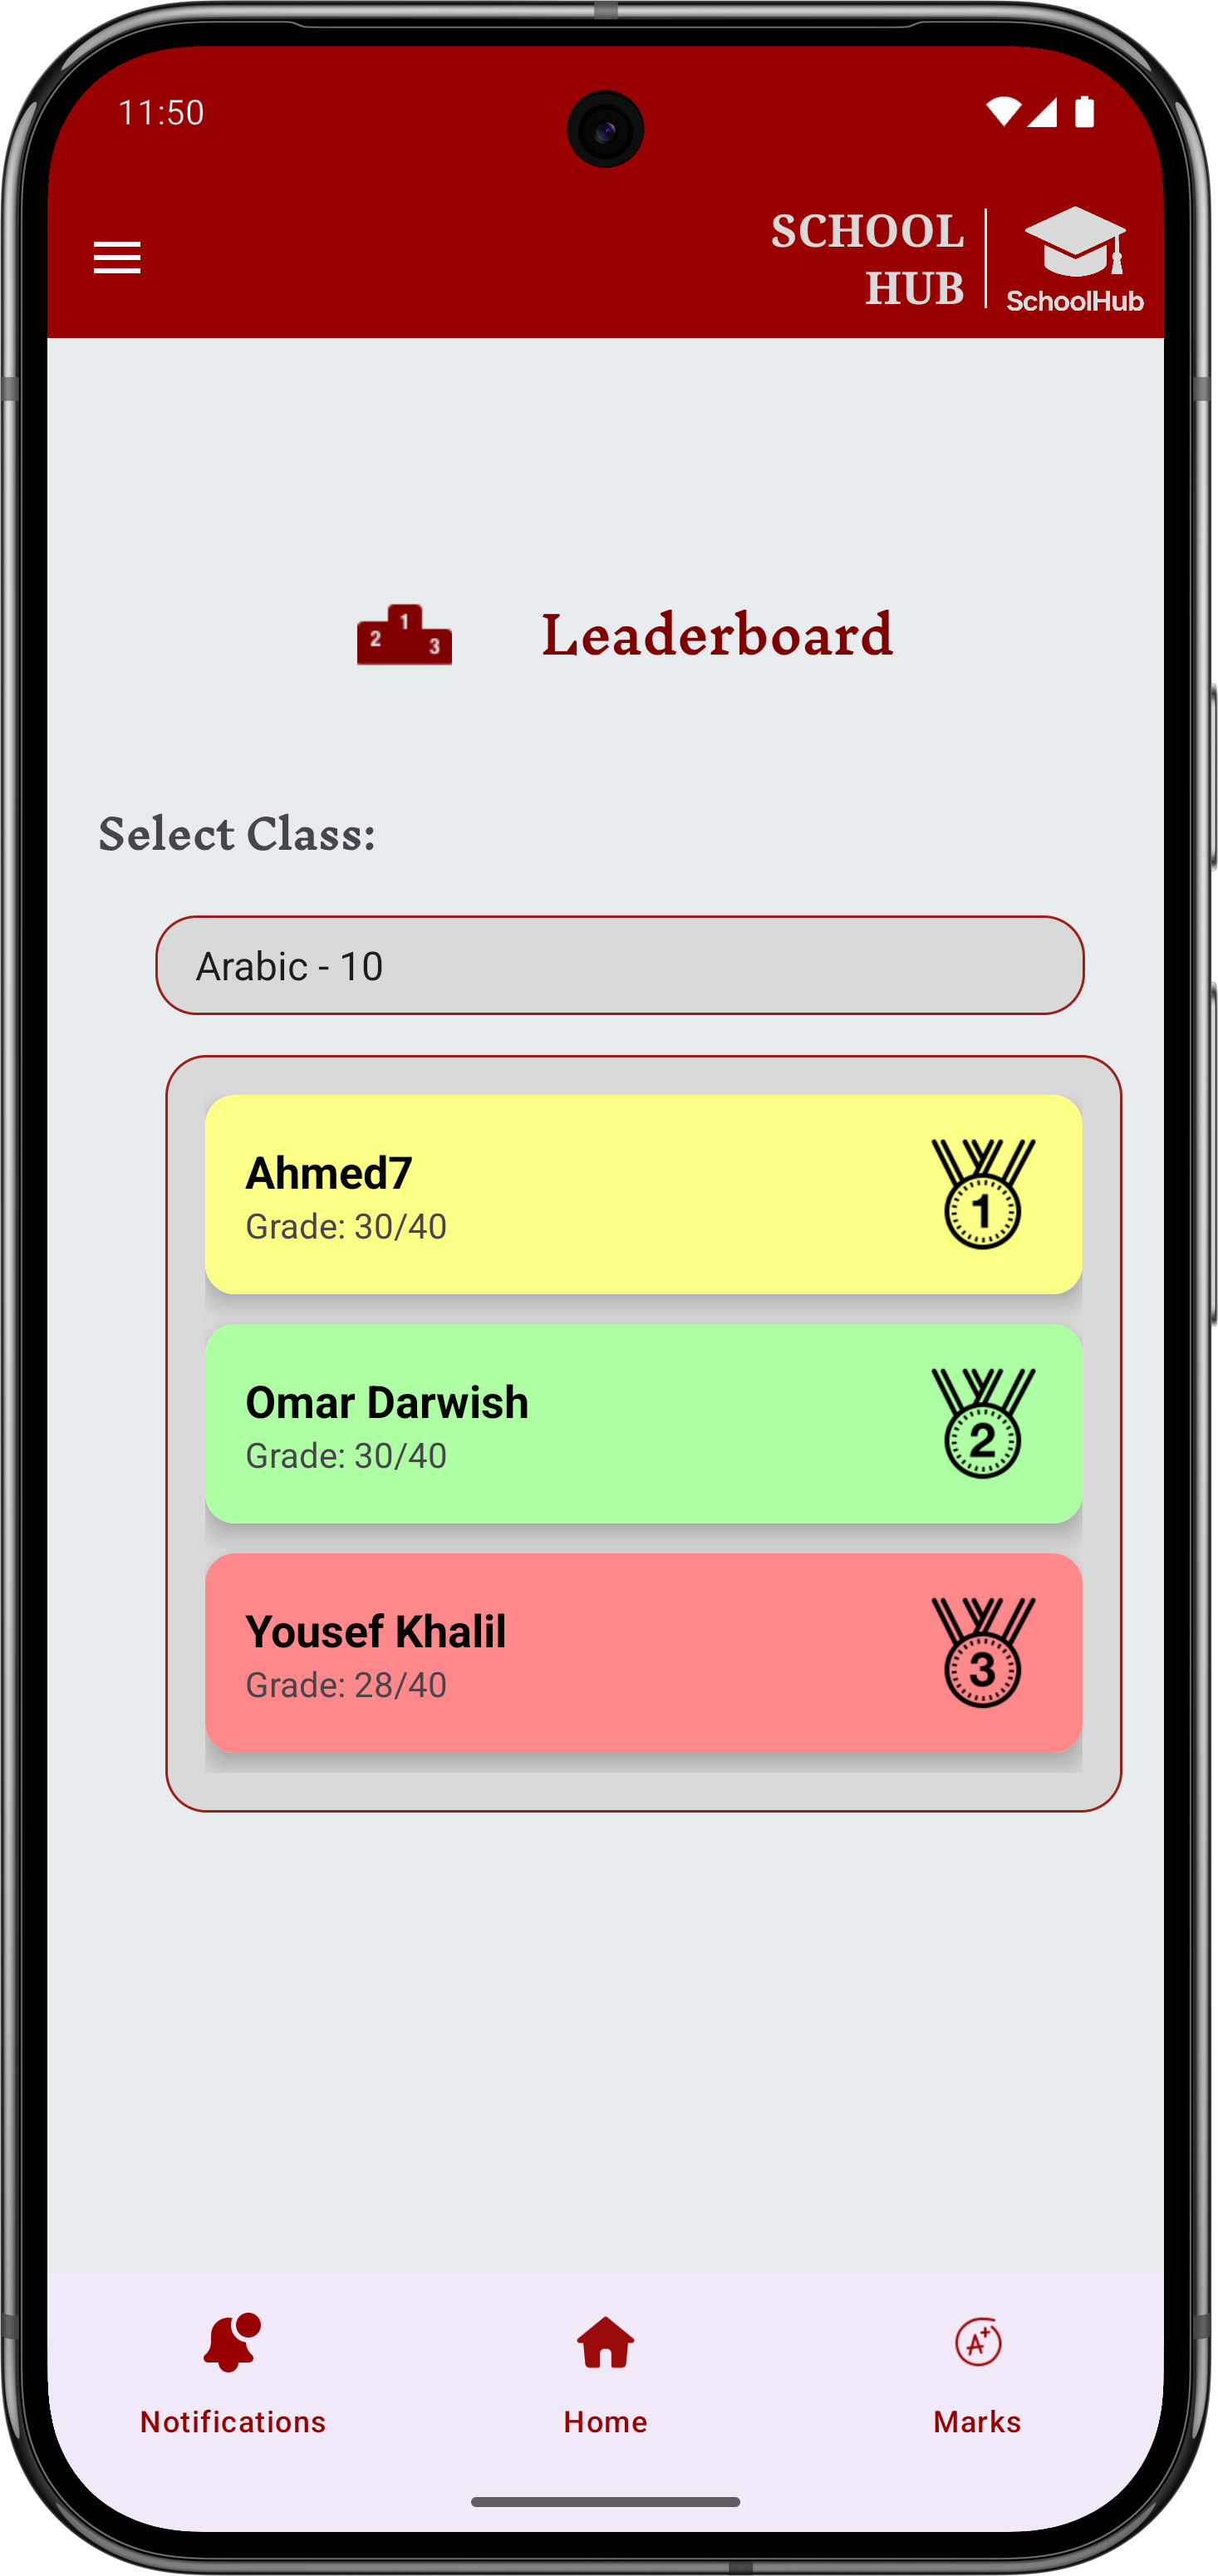 11:50
SCHOOL
HUB
SchoolHub
1
2
3
Leaderboard
Select Class:
Arabic - 10
Ahmed7
Grade: 30/40
1
Omar Darwish
Grade: 30/40
2
Yousef Khalil
Grade: 28/40
3
A+
Notifications
Home
Marks